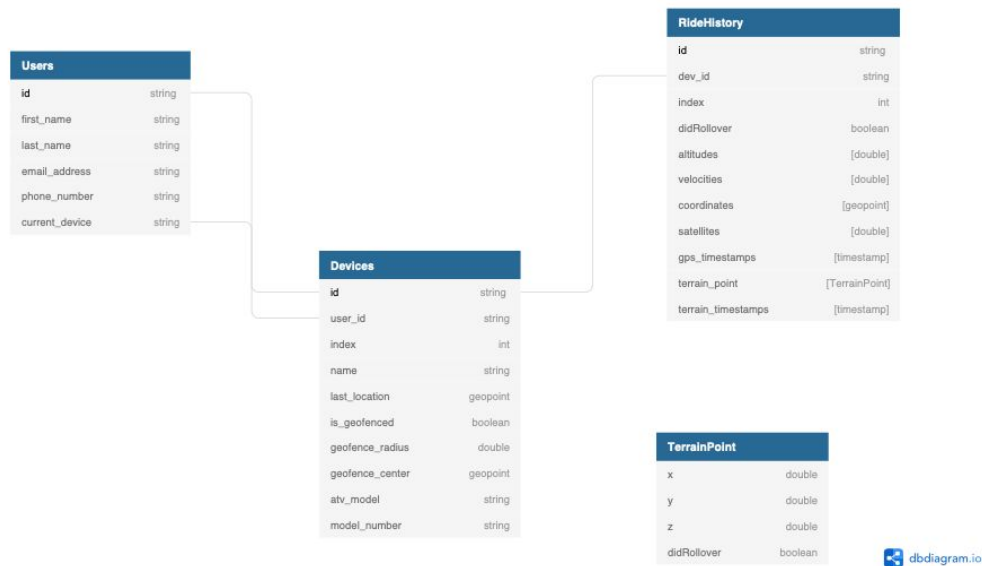 Users
id string
first_name string
last_name string
email_address string
phone_number string
current_device string
Devices
id string
user_id string
index int
name string
last_location geopoint
is_geofenced boolean
geofence_radius double
geofence_center geopoint
atv_model string
model_number string
RideHistory
id string
dev_id string
index int
didRollover boolean
altitudes [double]
velocities [double]
coordinates [geopoint]
satellites [double]
gps_timestamps [timestamp]
terrain_point [TerrainPoint]
terrain_timestamps [timestamp]
TerrainPoint
x double
y double
z double
didRollover boolean
dbdiagram.io